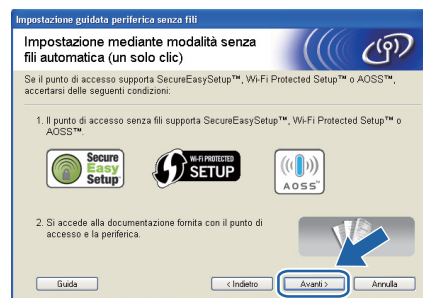 Impostazione guidata periferica senza fili
Impostazione mediante modalità senza
fili automatica (un solo clic)
Se il punto di accesso supporta SecureEasySetup™, Wi-Fi Protected Setup™ o AOSS™,
accertarsi delle seguenti condizioni:
1. Il punto di accesso senza fili supporta SecureEasySetup™, Wi-Fi Protected Setup™ o
AOSS™.
Secure
Easy
Setup
WI-FI PROTECTED
SETUP
AOSS™
2. Si accede alla documentazione fornita con il punto di
accesso e la periferica.
Guida
< Indietro
Avanti >
Annulla